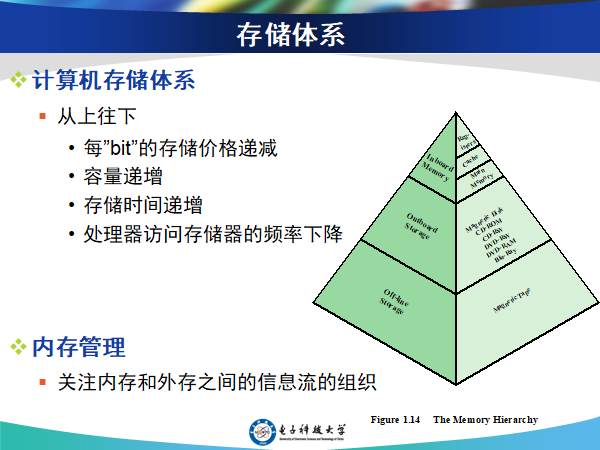 存储体系
计算机存储体系
从上往下
• 每”bit”的存储价格递减
• 容量递增
• 存储时间递增
• 处理器访问存储器的频率下降
内存管理
关注内存和外存之间的信息流的组织
Inboard
Memory
Reg-
isters
Cache
Main
Memory
Outboard
Storage
Magnetic Disk
CD-ROM
CD-RW
DVD-RW
DVD-RAM
Blu-Ray
Off-line
Storage
Magnetic Tape
Figure 1.14 The Memory Hierarchy
电子科技大学
University of Electronic Science and Technology of China